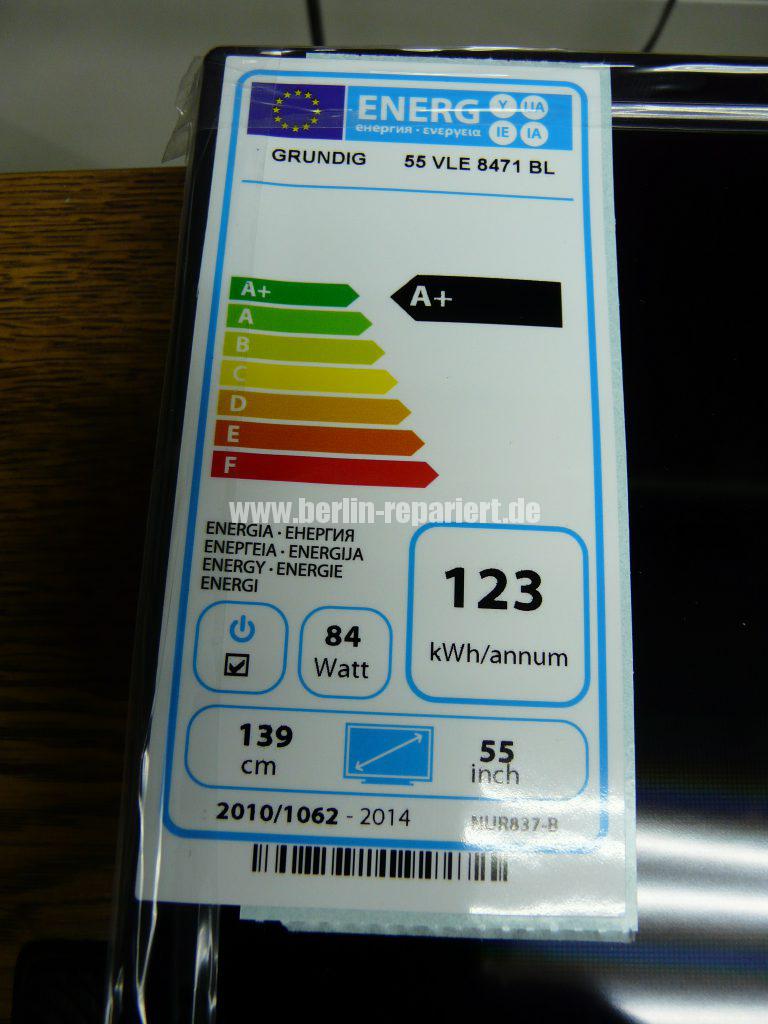 ENERG Y UA
енергия · ενεργεια IE IA
GRUNDIG 55 VLE 8471 BL
A+ A+
A
B
C
D
E
F
www.berlin-repariert.de
ENERGIA · ЕНЕРГИЯ
ΕΝΕΡΓΕΙΑ · ENERGIJA
ENERGY · ENERGIE
ENERGI
123
kWh/annum
84
Watt
139
cm
55
inch
2010/1062 - 2014
NUR837-B